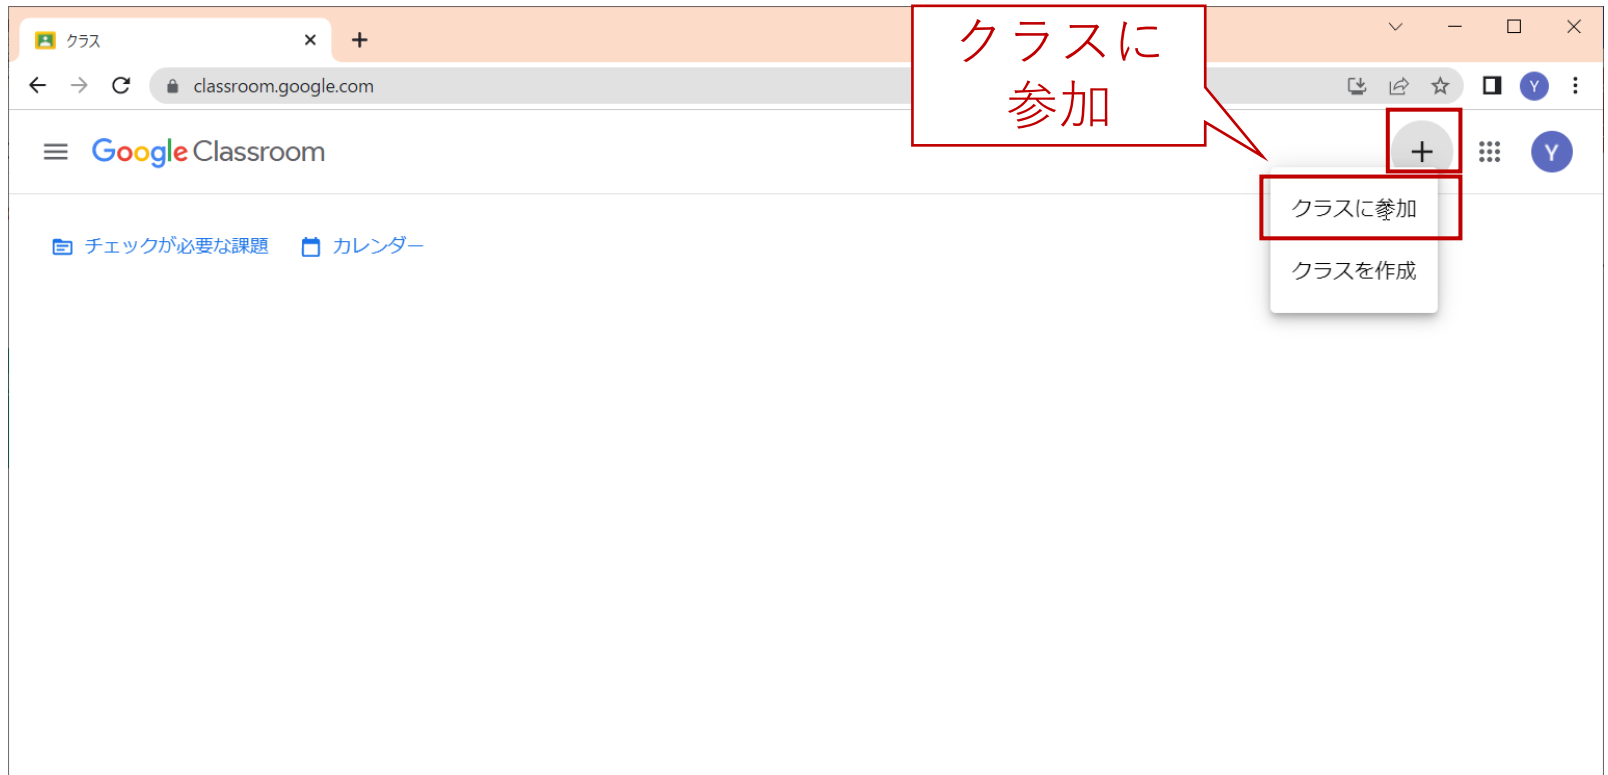 クラス
クラスに
参加
classroom.google.com
Y
Google Classroom
Y
クラスに参加
チェックが必要な課題
カレンダー
クラスを作成